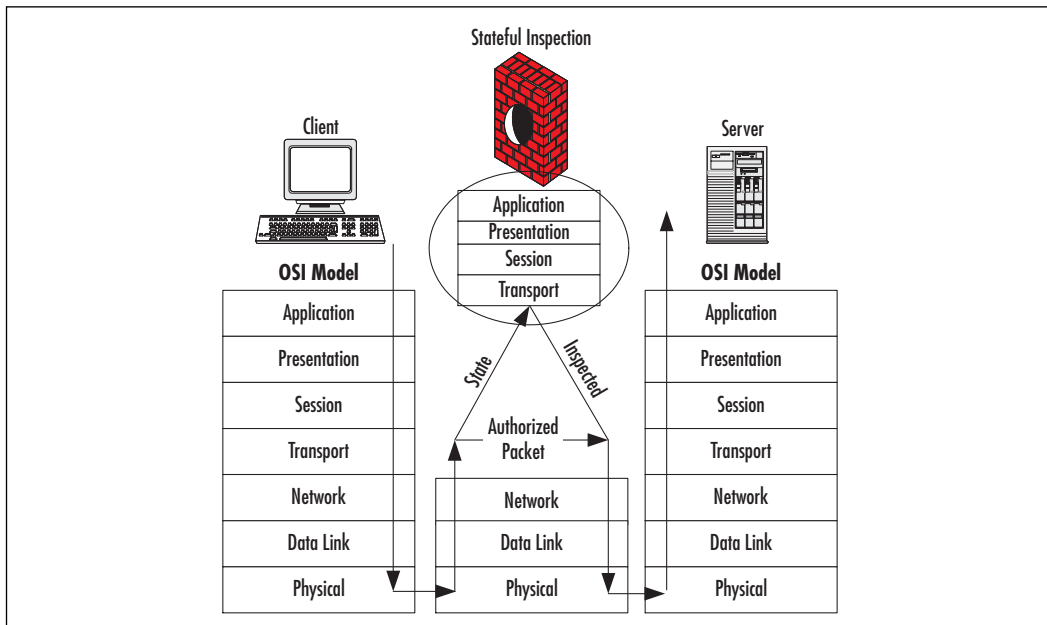 Stateful Inspection
Client
Server
Application
Presentation
Session
Transport
OSI Model
Application
Presentation
Session
Transport
Network
Data Link
Physical
State
Inspected
Authorized
Packet
Network
Data Link
Physical
OSI Model
Application
Presentation
Session
Transport
Network
Data Link
Physical